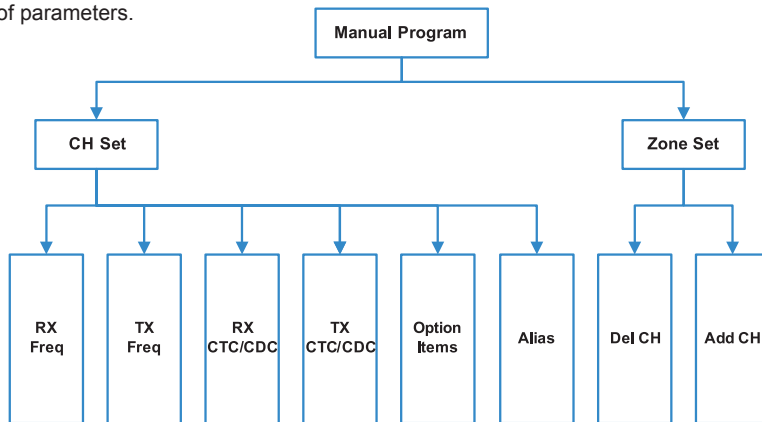 of parameters.
Manual Program
CH Set
Zone Set
RX
Freq
TX
Freq
RX
CTC/CDC
TX
CTC/CDC
Option
Items
Alias
Del CH
Add CH